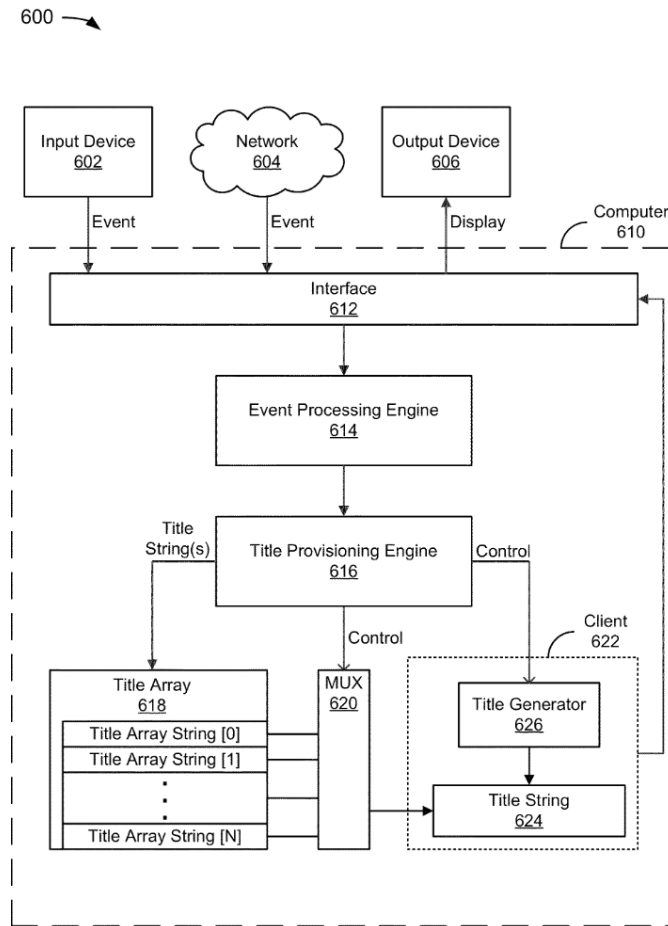 600
Input Device
602
Network
604
Output Device
606
Event
Event
Display
Computer
610
Interface
612
Event Processing Engine
614
Title
String(s)
Title Provisioning Engine
616
Control
Control
Client
622
Title Array
618
MUX
620
Title Generator
626
Title Array String [0]
Title Array String [1]
Title String
624
Title Array String [N]